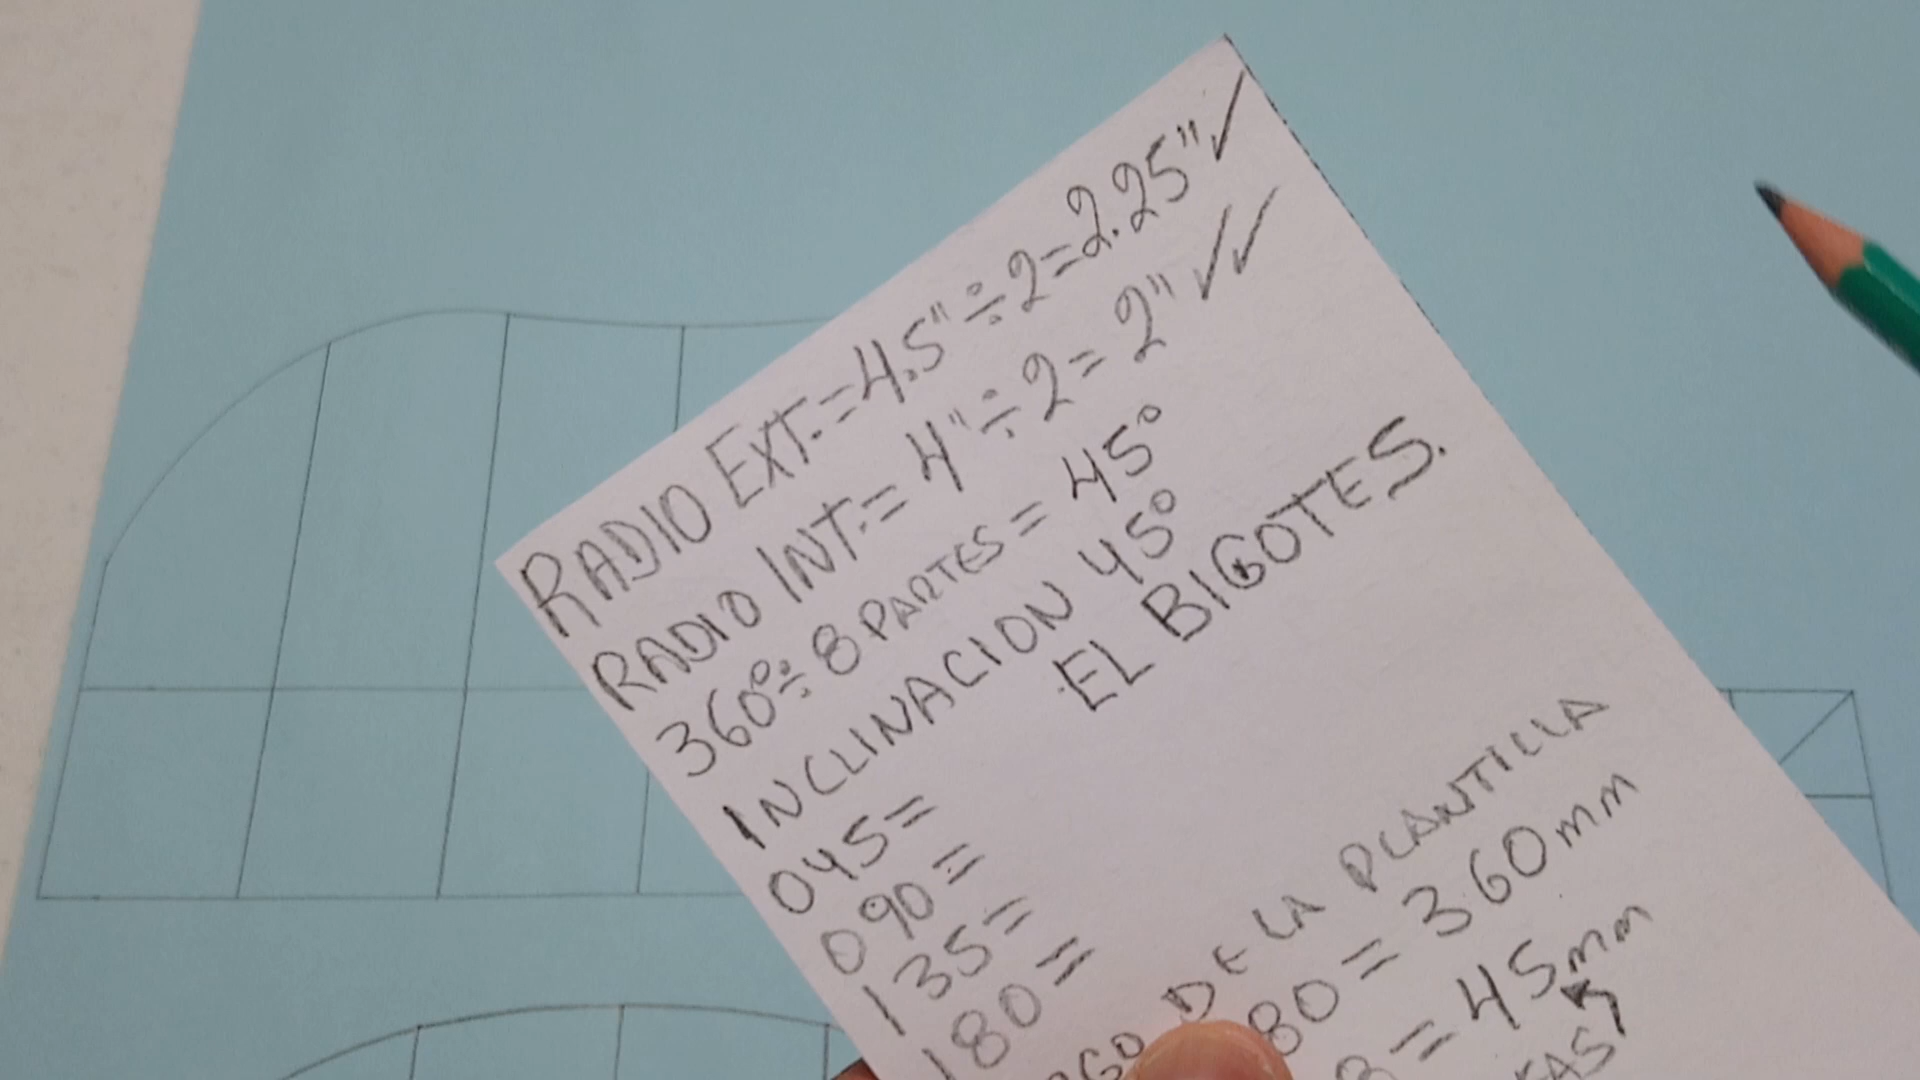 RADIO EXT.=4.5"÷2=2.25"✓
RADIO INT.= 4"÷2= 2"✓✓
360°÷8 PARTES= 45°
INCLINACION 45°
EL BIGOTES.
045=
090=
135=
180=
DE LA PLANTILLA
80=360mm
8=45mm